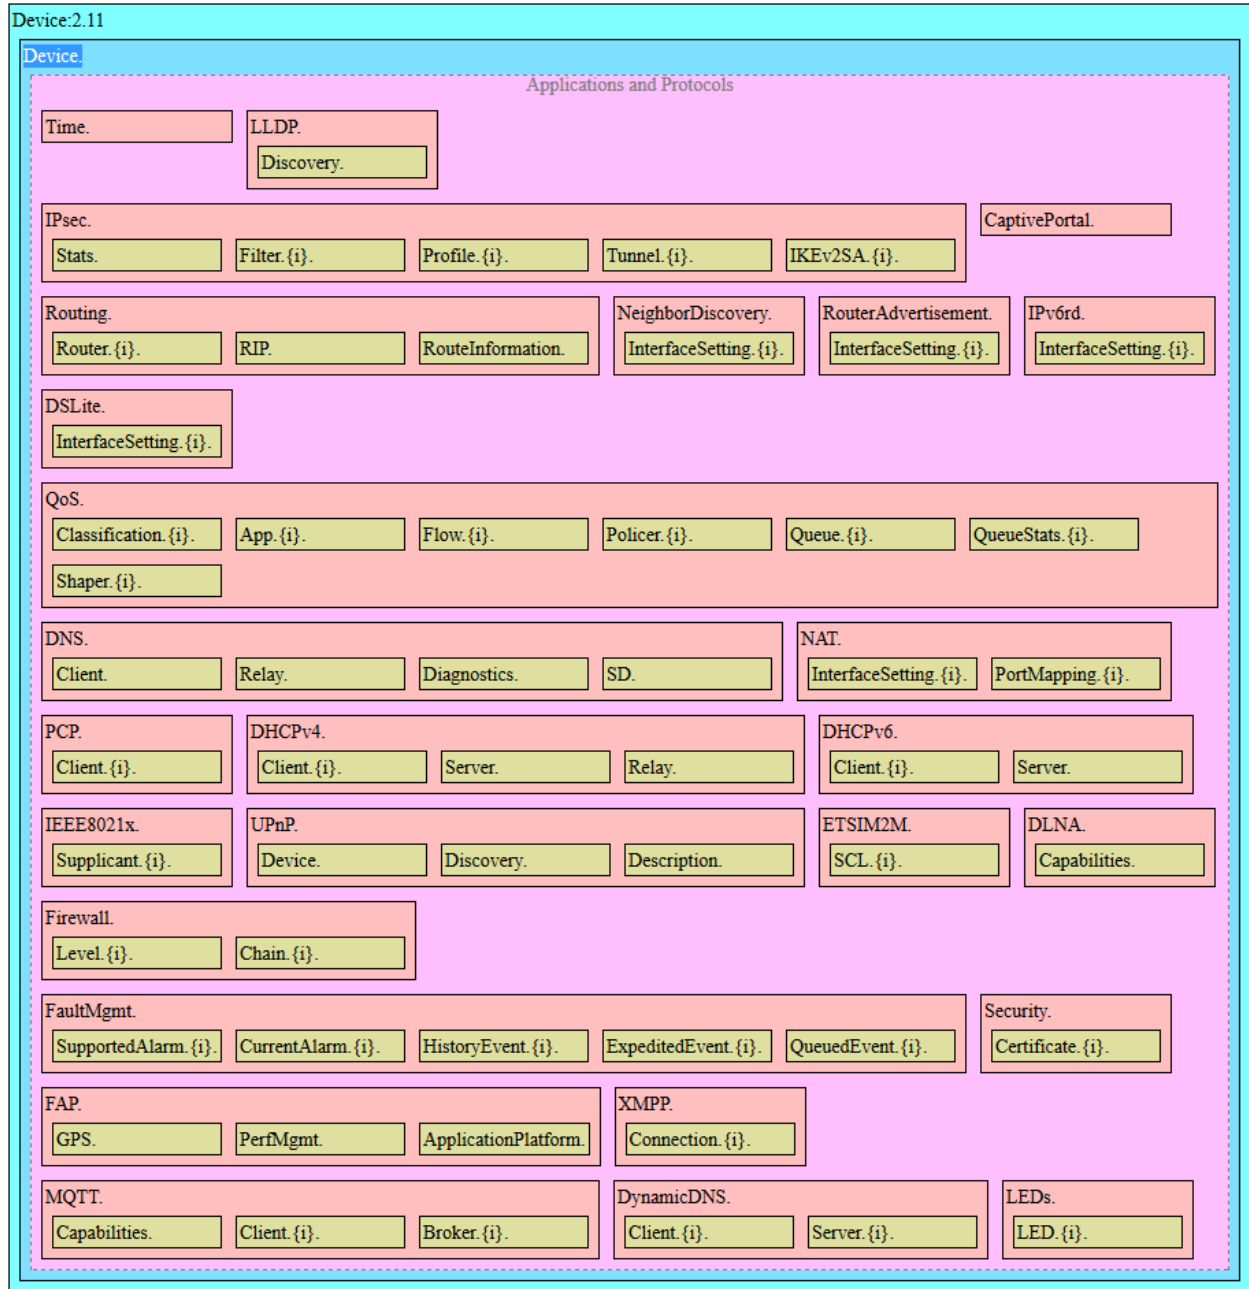 Device:2.11
Device.
Applications and Protocols
Time. LLDP.
Discovery.
IPsec. CaptivePortal.
Stats. Filter.{i}. Profile.{i}. Tunnel.{i}. IKEv2SA.{i}.
Routing. NeighborDiscovery. RouterAdvertisement. IPv6rd.
Router.{i}. RIP. RouteInformation. InterfaceSetting.{i}. InterfaceSetting.{i}. InterfaceSetting.{i}.
DSLite.
InterfaceSetting.{i}.
QoS.
Classification.{i}. App.{i}. Flow.{i}. Policer.{i}. Queue.{i}. QueueStats.{i}.
Shaper.{i}.
DNS. NAT.
Client. Relay. Diagnostics. SD. InterfaceSetting.{i}. PortMapping.{i}.
PCP. DHCPv4. DHCPv6.
Client.{i}. Client.{i}. Server. Relay. Client.{i}. Server.
IEEE8021x. UPnP. ETSIM2M. DLNA.
Supplicant.{i}. Device. Discovery. Description. SCL.{i}. Capabilities.
Firewall.
Level.{i}. Chain.{i}.
FaultMgmt. Security.
SupportedAlarm.{i}. CurrentAlarm.{i}. HistoryEvent.{i}. ExpeditedEvent.{i}. QueuedEvent.{i}. Certificate.{i}.
FAP. XMPP.
GPS. PerfMgmt. ApplicationPlatform. Connection.{i}.
MQTT. DynamicDNS. LEDs.
Capabilities. Client.{i}. Broker.{i}. Client.{i}. Server.{i}. LED.{i}.